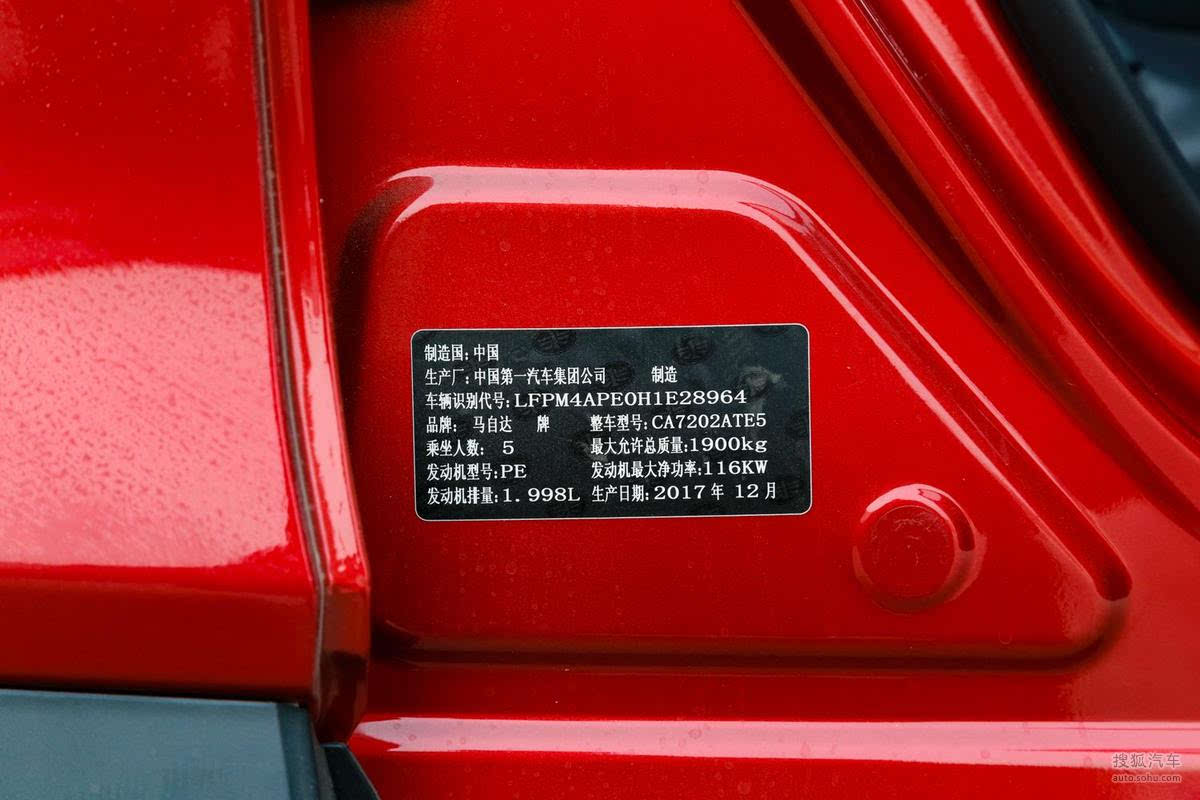 制造国: 中国
生产厂: 中国第一汽车集团公司 制造
车辆识别代号: LFPM4APE0H1E28964
品牌: 马自达 牌 整车型号: CA7202ATE5
乘坐人数: 5 最大允许总质量:1900kg
发动机型号:PE 发动机最大净功率:116KW
发动机排量:1.998L 生产日期:2017年 12月
搜狐汽车
auto.sohu.com